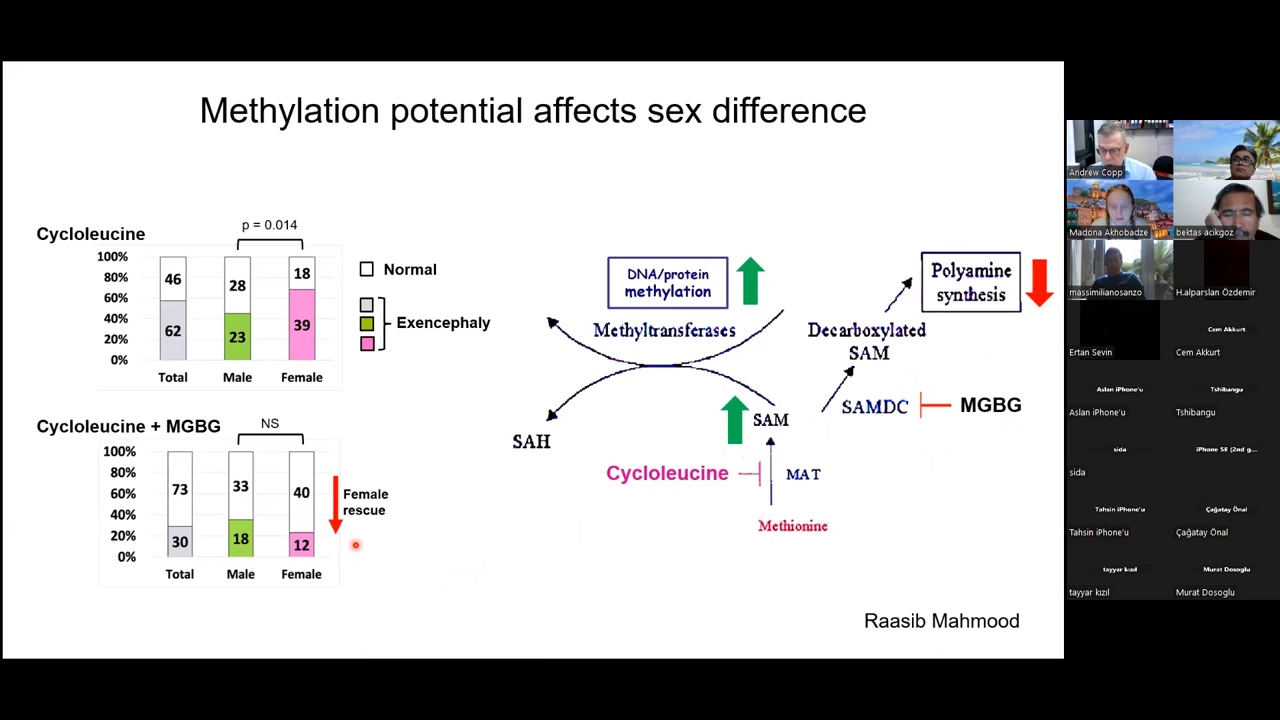 Methylation potential affects sex difference
Cycloleucine
p = 0.014
100%
80%
60%
40%
20%
0%
46
62
28
23
18
39
Total
Male
Female
Normal
Exencephaly
Cycloleucine + MGBG
NS
100%
80%
60%
40%
20%
0%
73
30
33
18
40
12
Total
Male
Female
Female
rescue
DNA/protein
methylation
Methyltransferases
SAH
SAM
Cycloleucine
MAT
Methionine
Decarboxylated
SAM
SAMDC
MGBG
Polyamine
synthesis
Raasib Mahmood
Andrew Copp
Madona Akhobadze
bektas acikgoz
massimilianosanzo
H.alparslan Özdemir
Ertan Sevin
Cem Akkurt
Cem Akkurt
Aslan iPhone'u
Tshibangu
Aslan iPhone'u
Tshibangu
sida
iPhone SE (2nd g...
sida
Tahsin iPhone'u
Çağatay Önal
Tahsin iPhone'u
Çağatay Önal
tayyar kızıl
Murat Dosoglu
tayyar kızıl
Murat Dosoglu